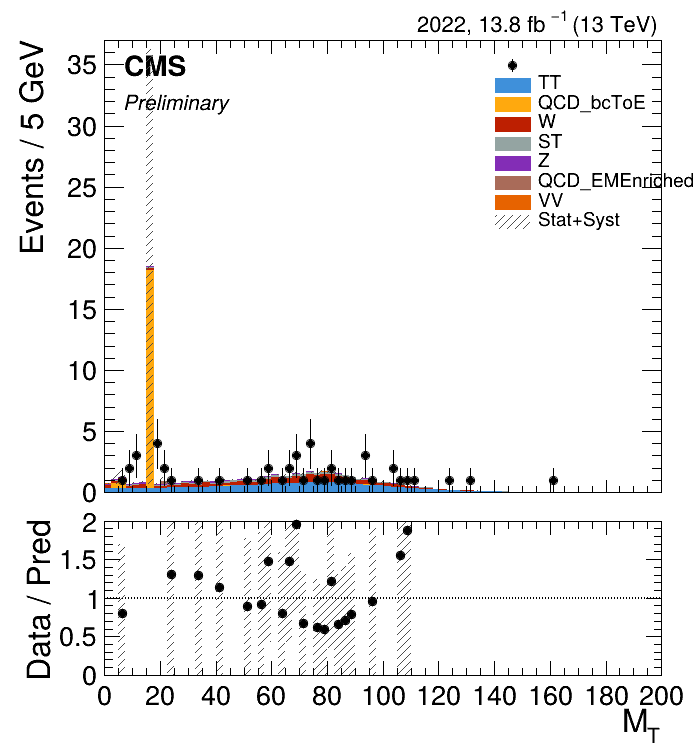 2022, 13.8 fb⁻¹ (13 TeV)
CMS
Preliminary
TT
QCD_bcToE
W
ST
Z
QCD_EMEnriched
VV
Stat+Syst
Events / 5 GeV
35
30
25
20
15
10
5
0
Data / Pred
2
1.5
1
0.5
0
0 20 40 60 80 100 120 140 160 180 200
M_T